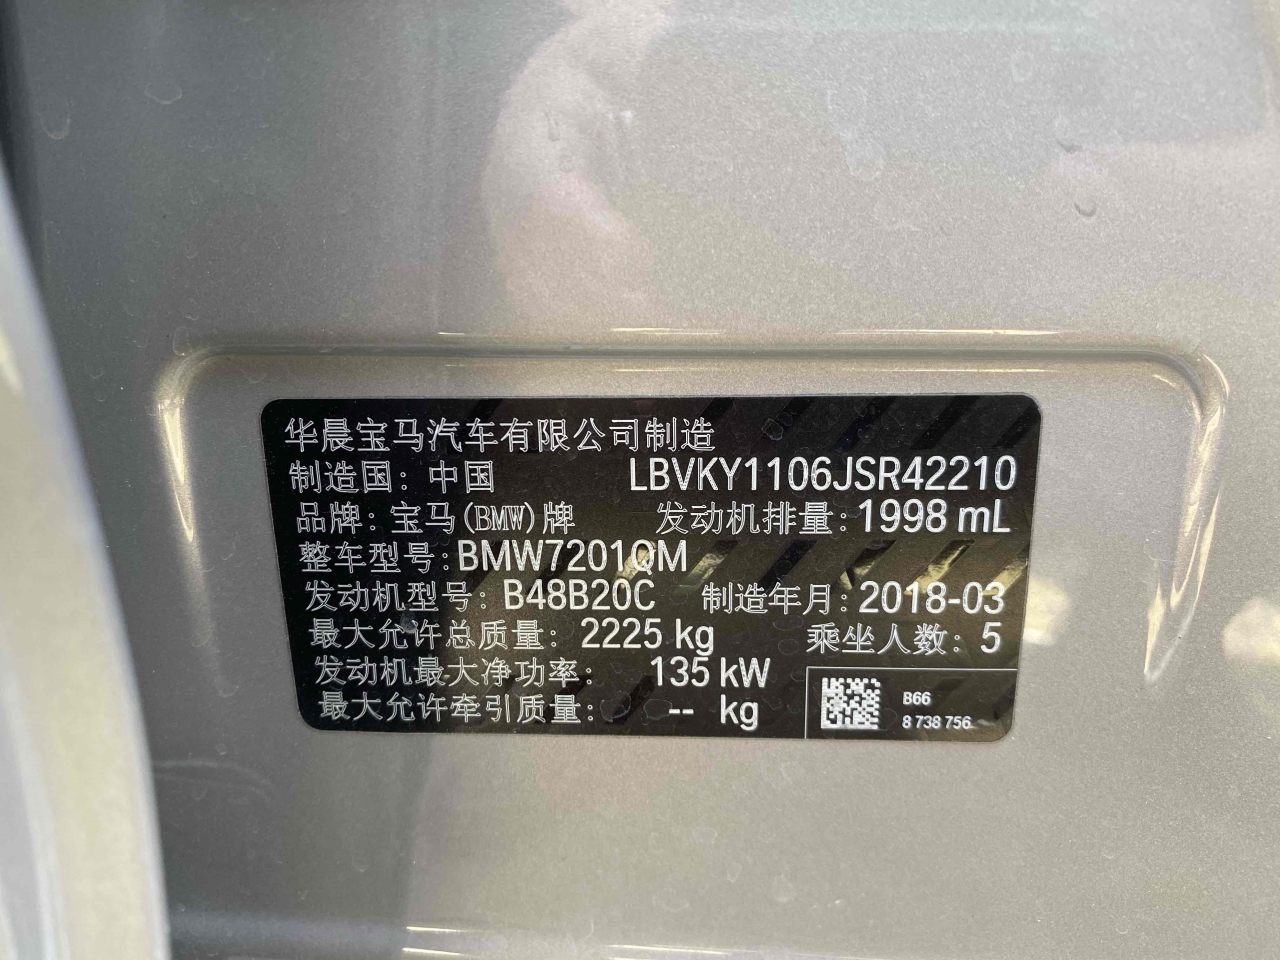 华晨宝马汽车有限公司制造
制造国：中国 LBVKY1106JSR42210
品牌：宝马(BMW)牌 发动机排量：1998 mL
整车型号：BMW7201QM
发动机型号：B48B20C 制造年月：2018-03
最大允许总质量：2225 kg 乘坐人数：5
发动机最大净功率： 135 kW
最大允许牵引质量： -- kg
B66
8 738 756